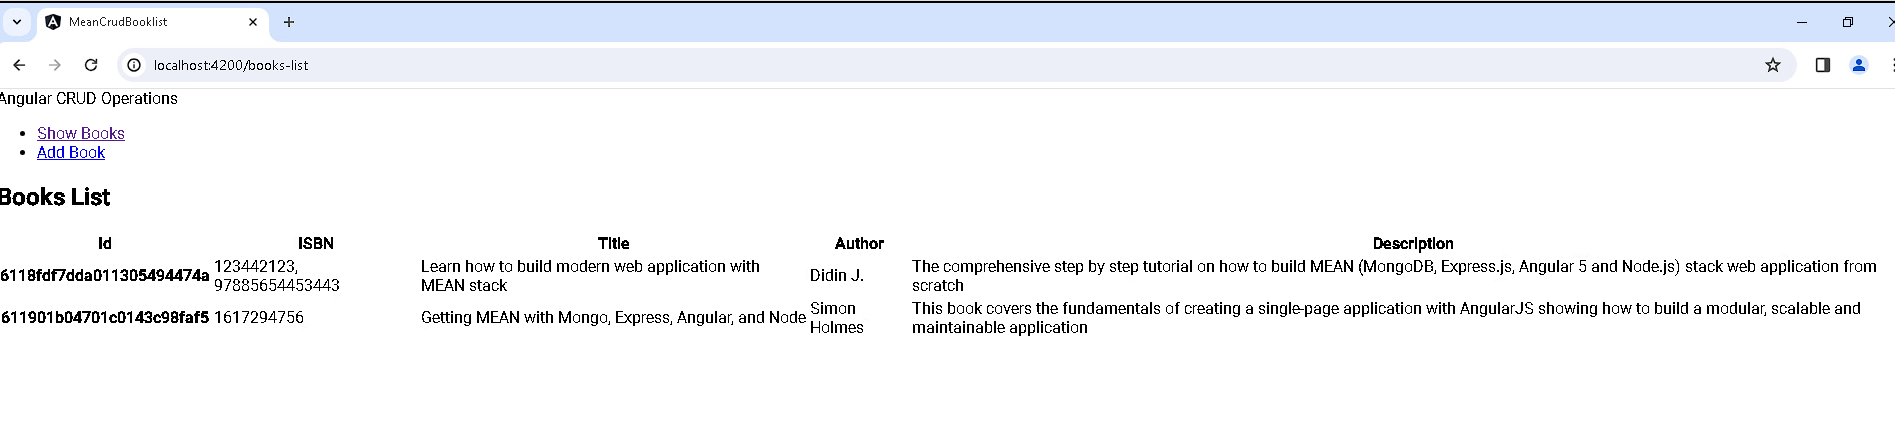 MeanCrudBooklist
localhost:4200/books-list
Angular CRUD Operations
Show Books
Add Book
Books List
Id ISBN Title Author Description
6118fdf7dda011305494474a 123442123, 97885654453443 Learn how to build modern web application with MEAN stack Didin J. The comprehensive step by step tutorial on how to build MEAN (MongoDB, Express.js, Angular 5 and Node.js) stack web application from scratch
611901b04701c0143c98faf5 1617294756 Getting MEAN with Mongo, Express, Angular, and Node Simon Holmes This book covers the fundamentals of creating a single-page application with AngularJS showing how to build a modular, scalable and maintainable application